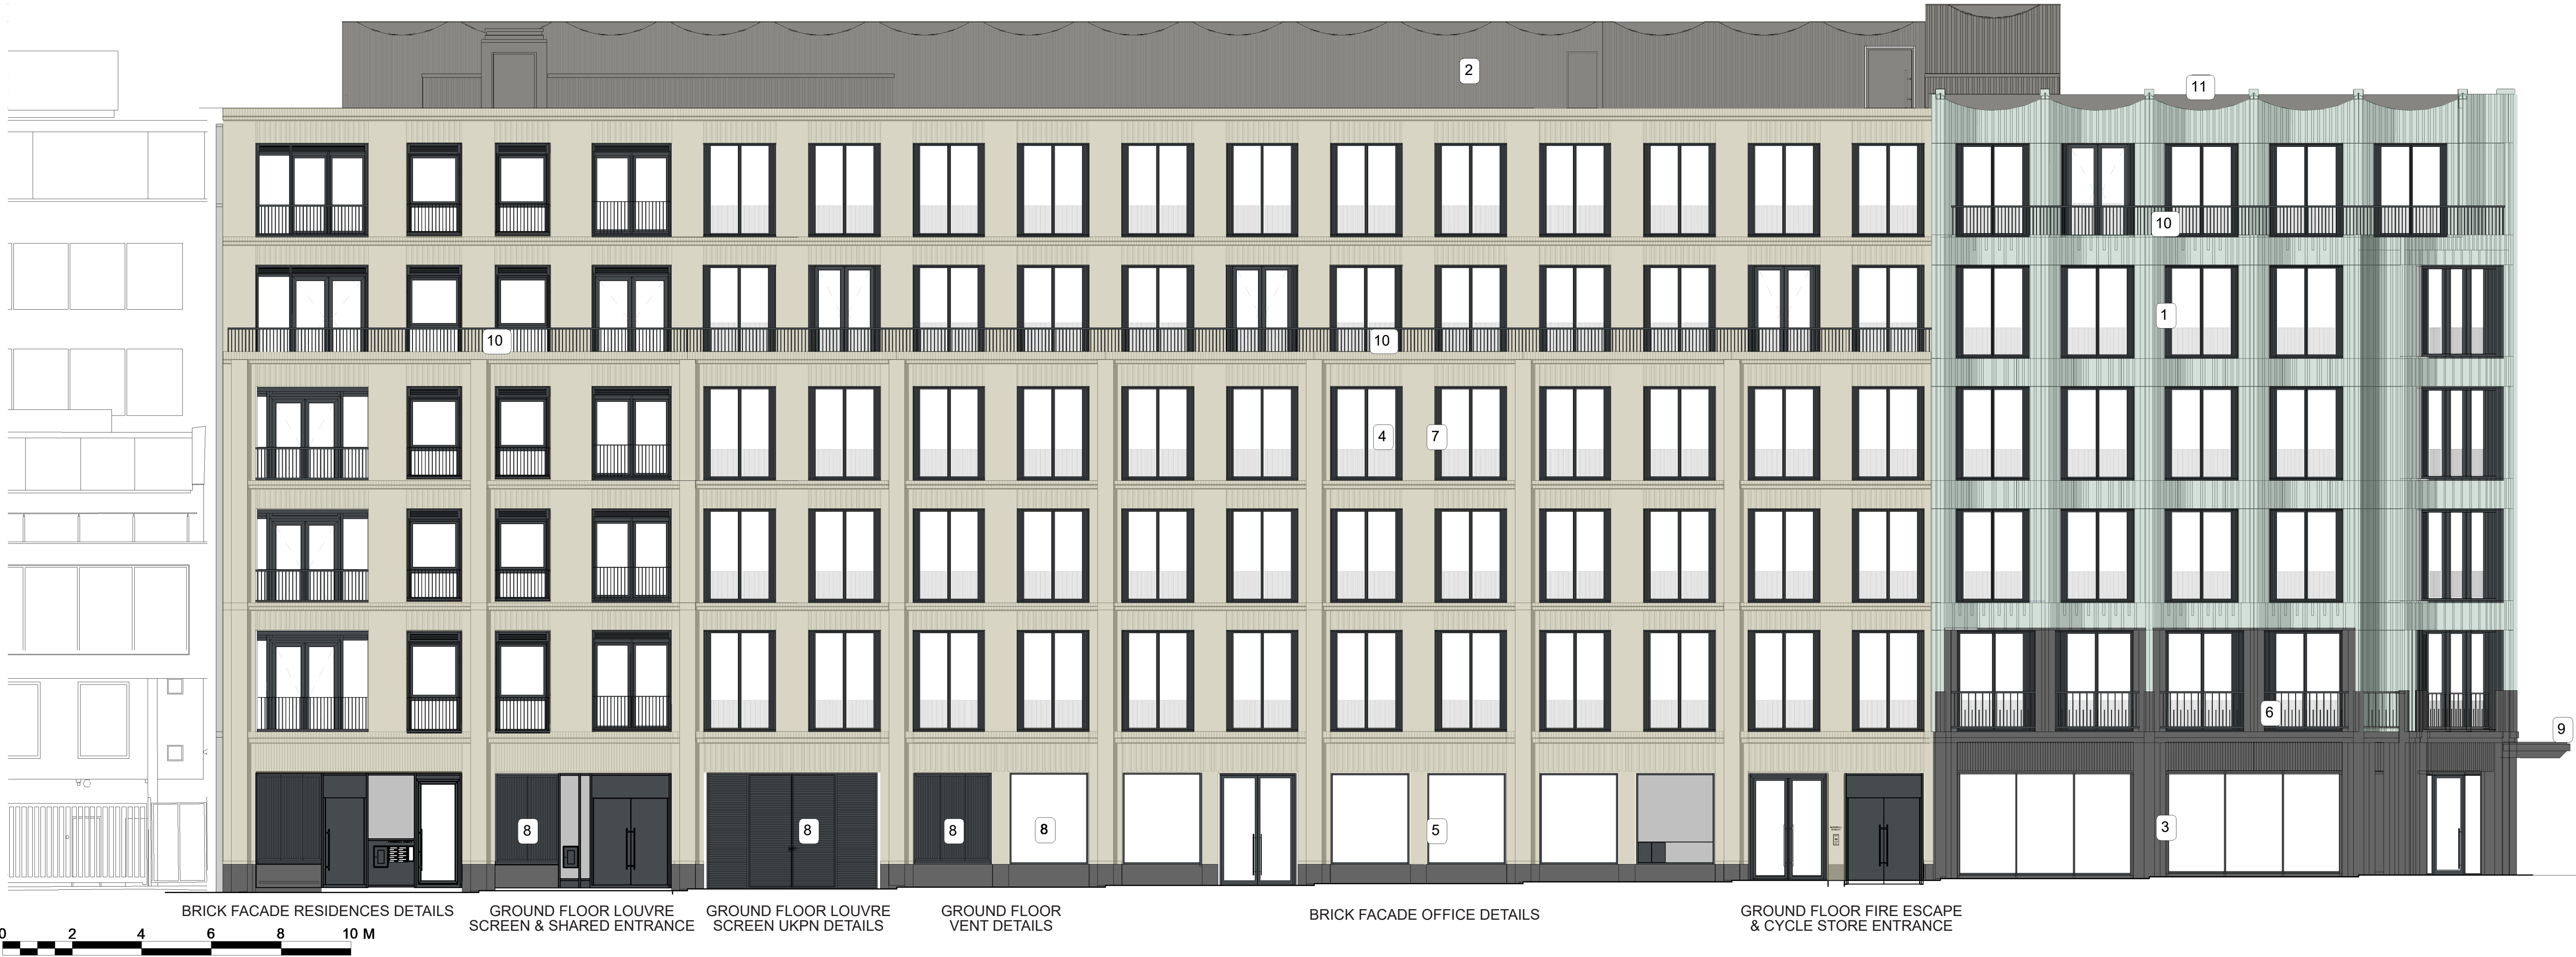 2
11
10
1
10
10
4
7
6
9
8
8
8
8
5
3
BRICK FACADE RESIDENCES DETAILS
GROUND FLOOR LOUVRE
SCREEN & SHARED ENTRANCE
GROUND FLOOR LOUVRE
SCREEN UKPN DETAILS
GROUND FLOOR
VENT DETAILS
BRICK FACADE OFFICE DETAILS
GROUND FLOOR FIRE ESCAPE
& CYCLE STORE ENTRANCE
0 2 4 6 8 10 M